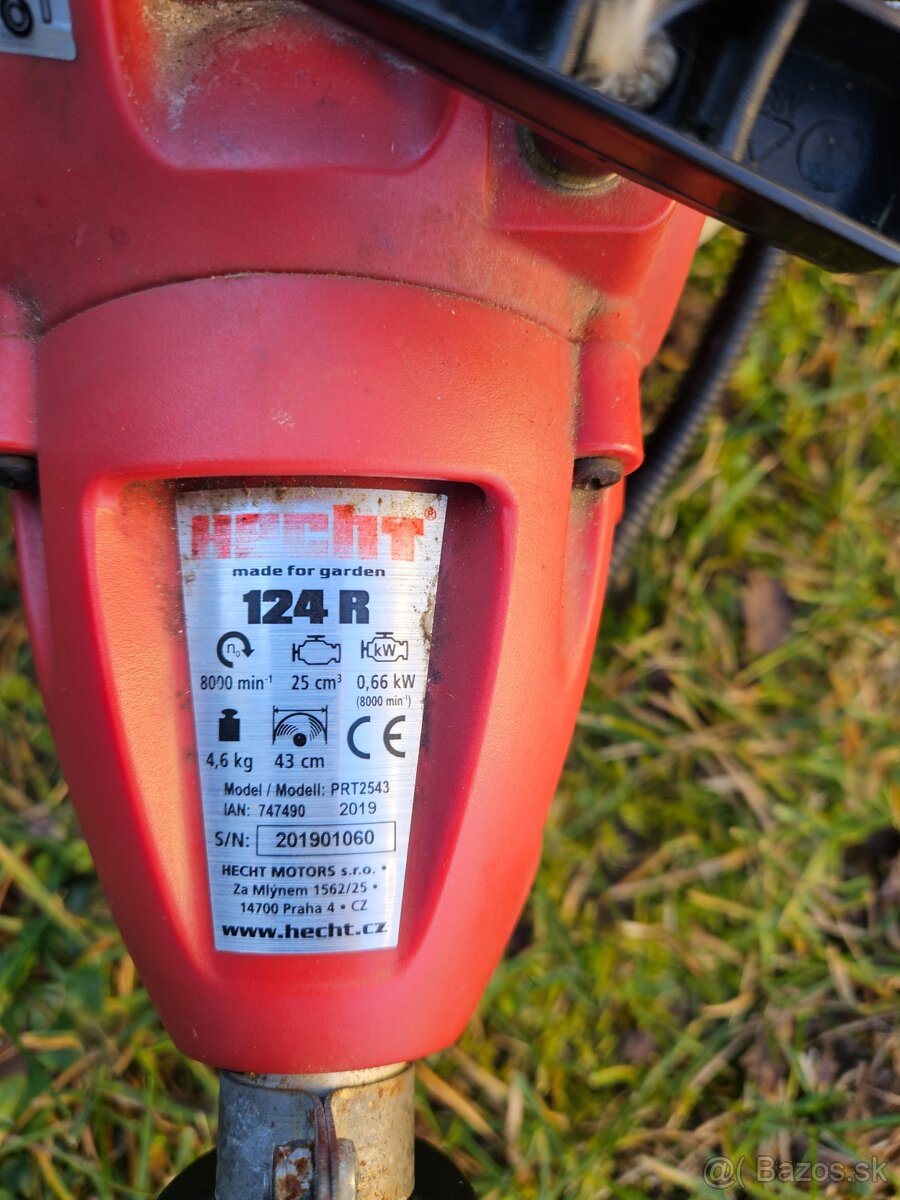 HECHT®
made for garden
124 R
n₀
kW
8000 min⁻¹ 25 cm³ 0,66 kW
(8000 min⁻¹)
CE
4,6 kg 43 cm
Model / Modell: PRT2543
IAN: 747490 2019
S/N: 201901060
HECHT MOTORS s.r.o. •
Za Mlýnem 1562/25 •
14700 Praha 4 • CZ
www.hecht.cz
@( Bazos.sk